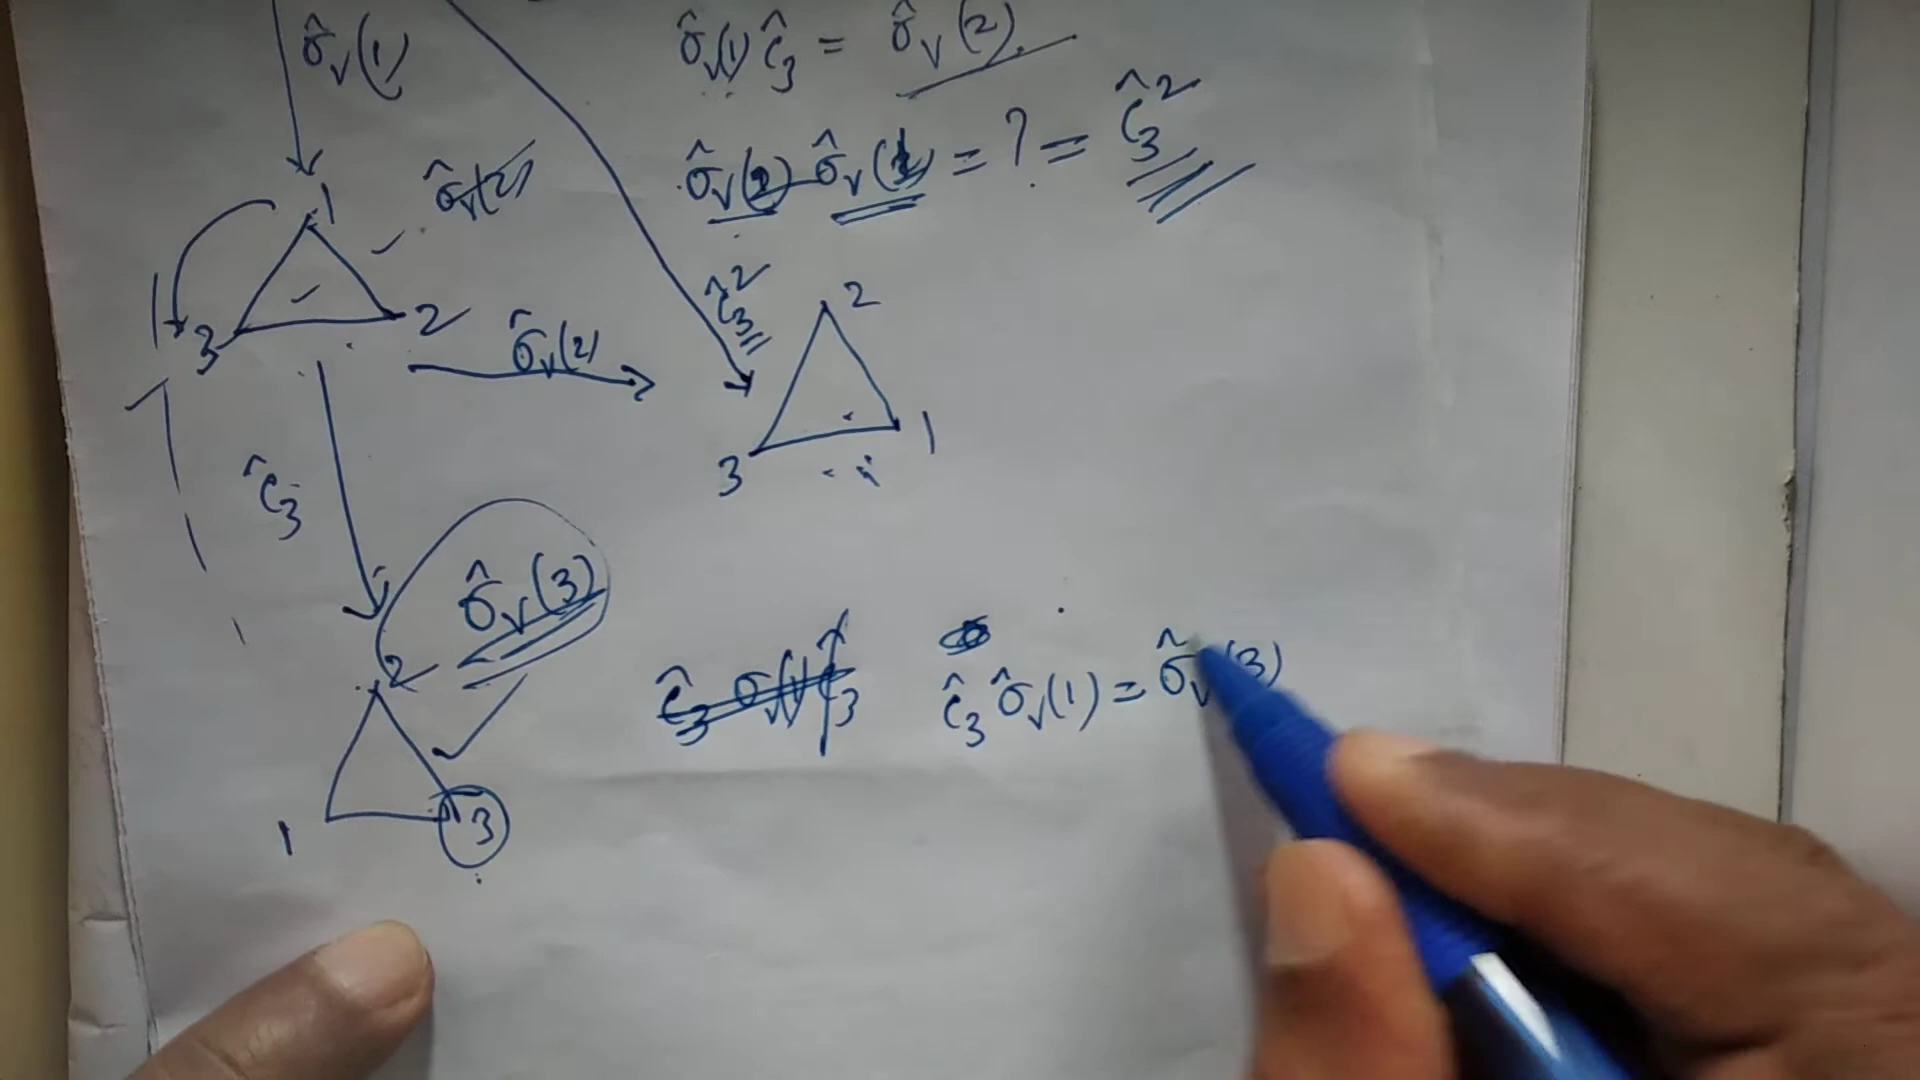 σ̂ᵥ(1)
σ̂ᵥ(1) Ĉ₃ = σ̂ᵥ(2)
σ̂ᵥ(2) σ̂ᵥ(1) = ? = Ĉ₃²
1
σ̂ᵥ(2)
3 2
σ̂ᵥ(2)
Ĉ₃²
2
3 1
Ĉ₃
σ̂ᵥ(3)
2
1 3
Ĉ₃ σ̂ᵥ(1) = σ̂ᵥ(3)